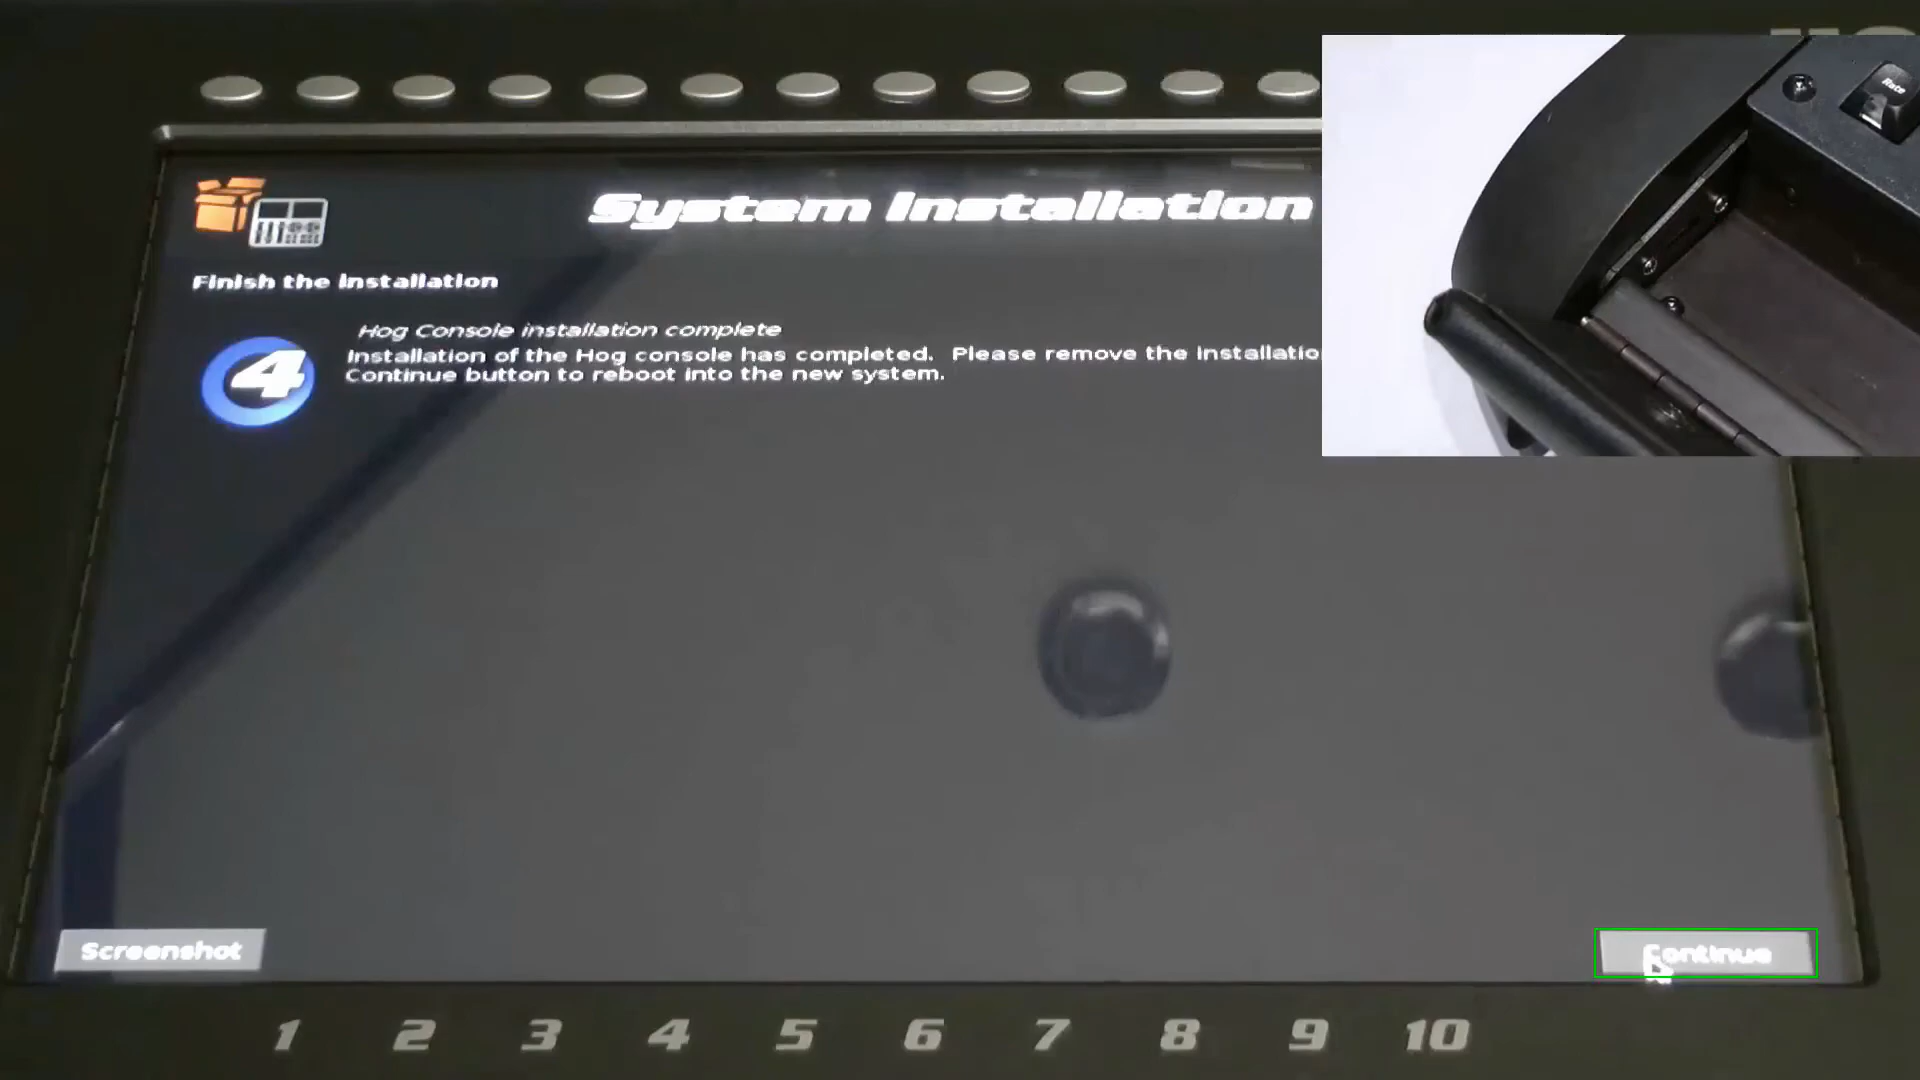 Rate
System Installation
Finish the installation
Hog Console installation complete
4
Installation of the Hog console has completed. Please remove the
Continue button to reboot into the new system.
Screenshot
Continue
1 2 3 4 5 6 7 8 9 10